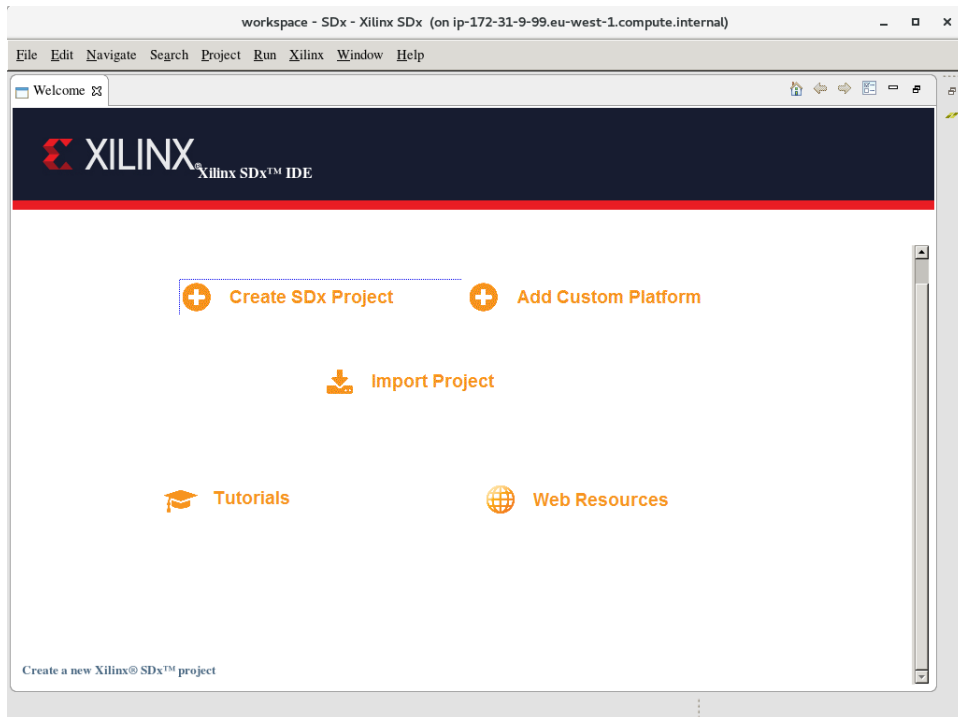 workspace - SDx - Xilinx SDx (on ip-172-31-9-99.eu-west-1.compute.internal)
File Edit Navigate Search Project Run Xilinx Window Help
Welcome
XILINX®
Xilinx SDx™ IDE
Create SDx Project
Add Custom Platform
Import Project
Tutorials
Web Resources
Create a new Xilinx® SDx™ project